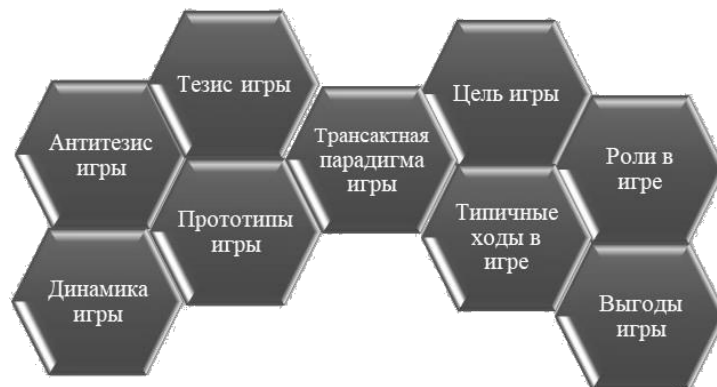 Тезис игры
Антитезис
игры
Прототипы
игры
Динамика
игры
Трансактная
парадигма
игры
Цель игры
Типичные
ходы в
игре
Роли в
игре
Выгоды
игры